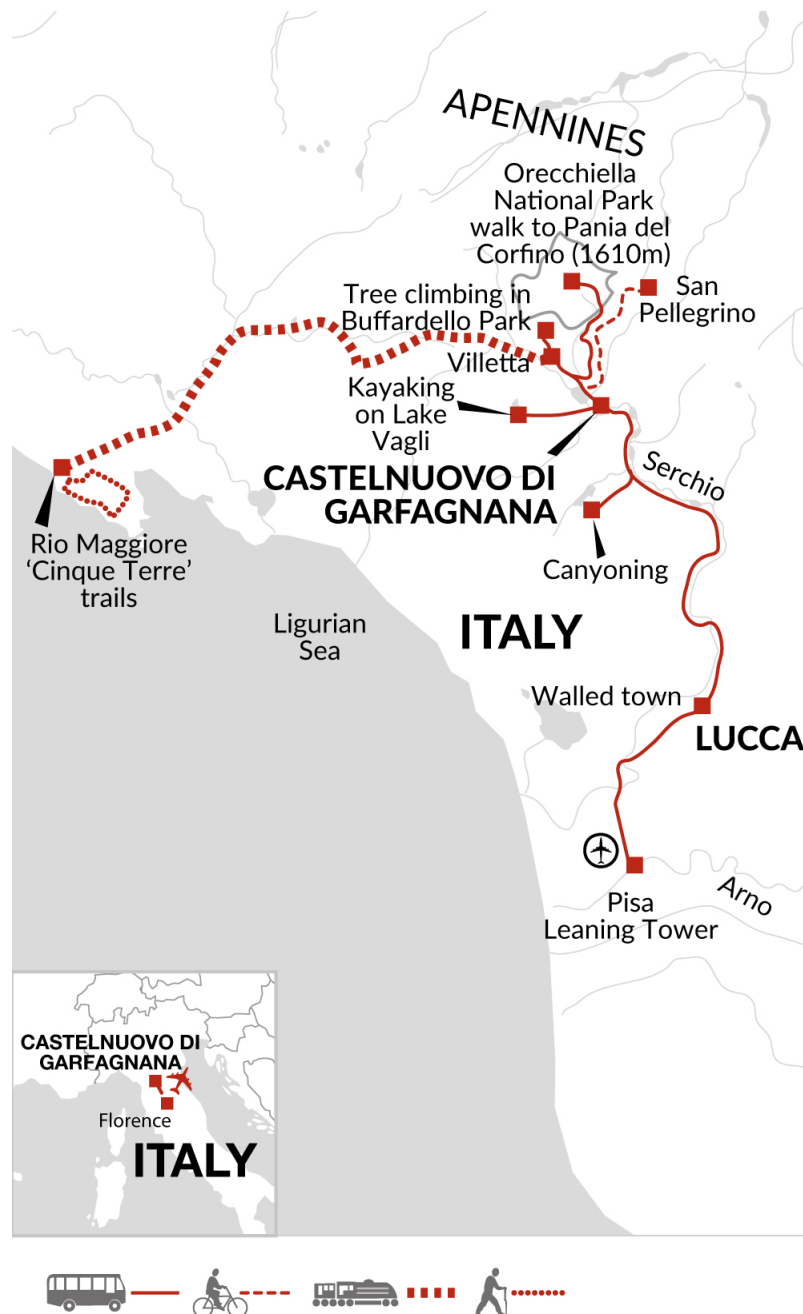 APENNINES
Orecchiella
National Park
walk to Pania del
Corfino (1610m)
San
Pellegrino
Tree climbing in
Buffardello Park
Villetta
Kayaking
on Lake
Vagli
CASTELNUOVO DI
GARFAGNANA
Serchio
Rio Maggiore
‘Cinque Terre’
trails
Canyoning
Ligurian
Sea
ITALY
Walled town
LUCCA
Arno
Pisa
Leaning Tower
CASTELNUOVO DI
GARFAGNANA
Florence
ITALY